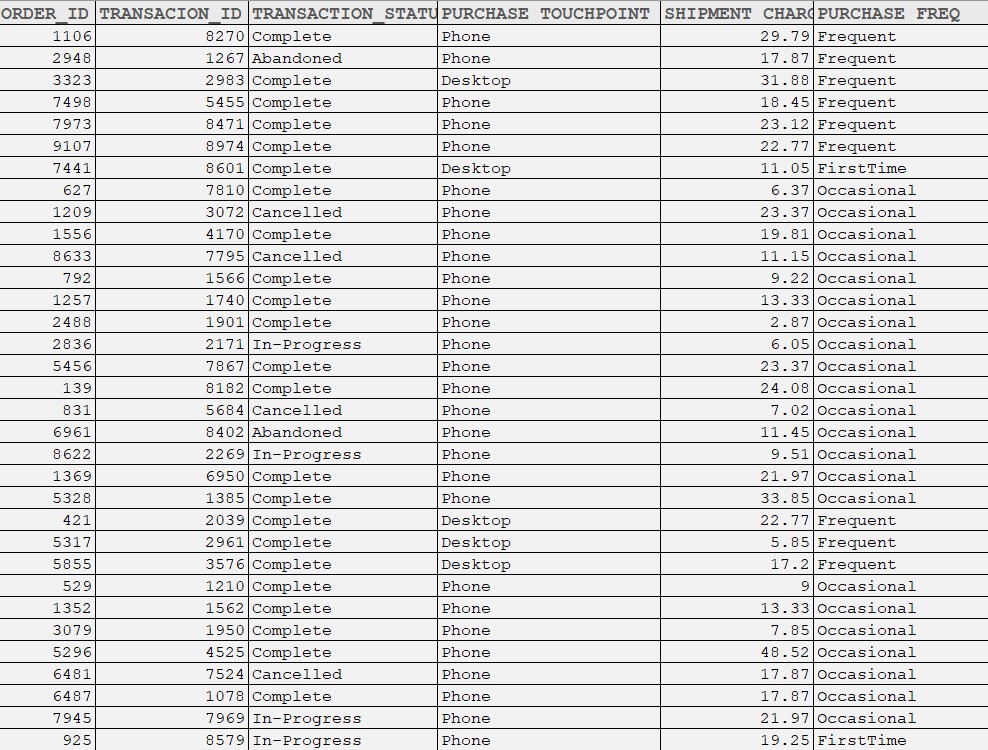 ORDER_ID TRANSACION_ID TRANSACTION_STATU PURCHASE TOUCHPOINT SHIPMENT CHARG PURCHASE FREQ
1106 8270 Complete Phone 29.79 Frequent
2948 1267 Abandoned Phone 17.87 Frequent
3323 2983 Complete Desktop 31.88 Frequent
7498 5455 Complete Phone 18.45 Frequent
7973 8471 Complete Phone 23.12 Frequent
9107 8974 Complete Phone 22.77 Frequent
7441 8601 Complete Desktop 11.05 FirstTime
627 7810 Complete Phone 6.37 Occasional
1209 3072 Cancelled Phone 23.37 Occasional
1556 4170 Complete Phone 19.81 Occasional
8633 7795 Cancelled Phone 11.15 Occasional
792 1566 Complete Phone 9.22 Occasional
1257 1740 Complete Phone 13.33 Occasional
2488 1901 Complete Phone 2.87 Occasional
2836 2171 In-Progress Phone 6.05 Occasional
5456 7867 Complete Phone 23.37 Occasional
139 8182 Complete Phone 24.08 Occasional
831 5684 Cancelled Phone 7.02 Occasional
6961 8402 Abandoned Phone 11.45 Occasional
8622 2269 In-Progress Phone 9.51 Occasional
1369 6950 Complete Phone 21.97 Occasional
5328 1385 Complete Phone 33.85 Occasional
421 2039 Complete Desktop 22.77 Frequent
5317 2961 Complete Desktop 5.85 Frequent
5855 3576 Complete Desktop 17.2 Frequent
529 1210 Complete Phone 9 Occasional
1352 1562 Complete Phone 13.33 Occasional
3079 1950 Complete Phone 7.85 Occasional
5296 4525 Complete Phone 48.52 Occasional
6481 7524 Cancelled Phone 17.87 Occasional
6487 1078 Complete Phone 17.87 Occasional
7945 7969 In-Progress Phone 21.97 Occasional
925 8579 In-Progress Phone 19.25 FirstTime